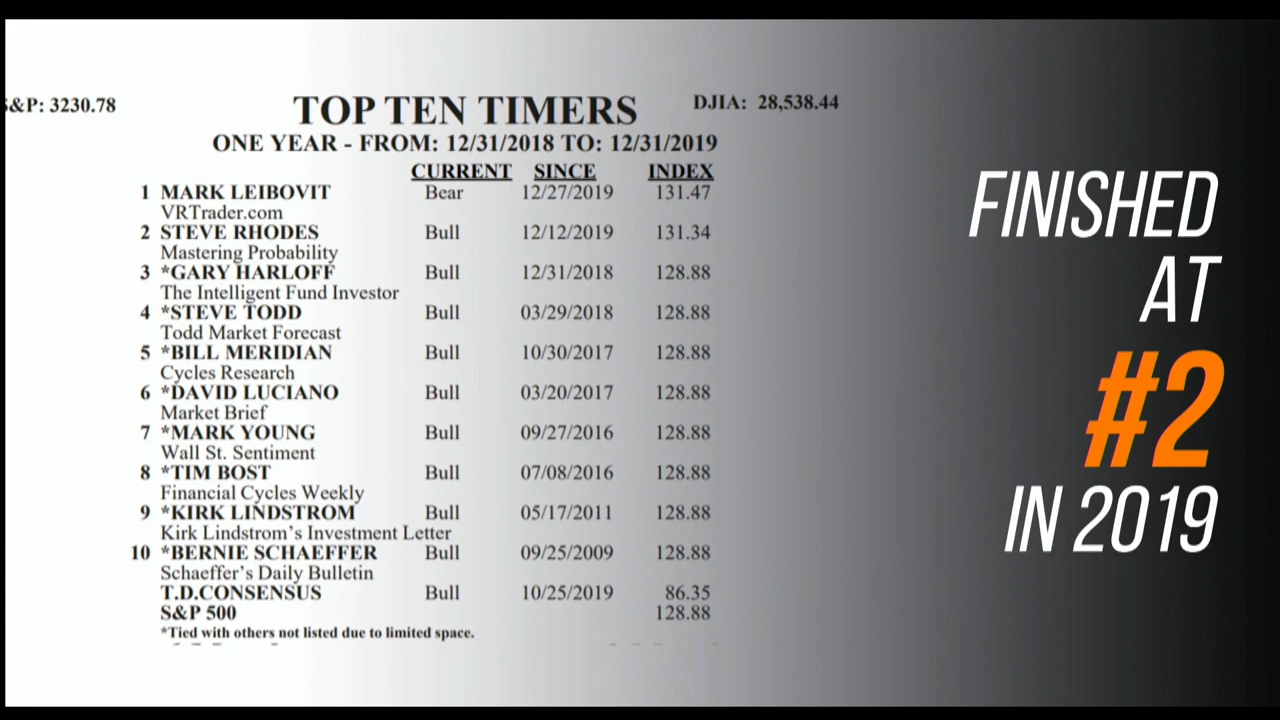 S&P: 3230.78
TOP TEN TIMERS
DJIA: 28,538.44
ONE YEAR - FROM: 12/31/2018 TO: 12/31/2019
CURRENT SINCE INDEX
1 MARK LEIBOVIT Bear 12/27/2019 131.47
VRTrader.com
2 STEVE RHODES Bull 12/12/2019 131.34
Mastering Probability
3 *GARY HARLOFF Bull 12/31/2018 128.88
The Intelligent Fund Investor
4 *STEVE TODD Bull 03/29/2018 128.88
Todd Market Forecast
5 *BILL MERIDIAN Bull 10/30/2017 128.88
Cycles Research
6 *DAVID LUCIANO Bull 03/20/2017 128.88
Market Brief
7 *MARK YOUNG Bull 09/27/2016 128.88
Wall St. Sentiment
8 *TIM BOST Bull 07/08/2016 128.88
Financial Cycles Weekly
9 *KIRK LINDSTROM Bull 05/17/2011 128.88
Kirk Lindstrom's Investment Letter
10 *BERNIE SCHAEFFER Bull 09/25/2009 128.88
Schaeffer's Daily Bulletin
T.D.CONSENSUS Bull 10/25/2019 86.35
S&P 500 128.88
*Tied with others not listed due to limited space.
FINISHED
AT
#2
IN 2019